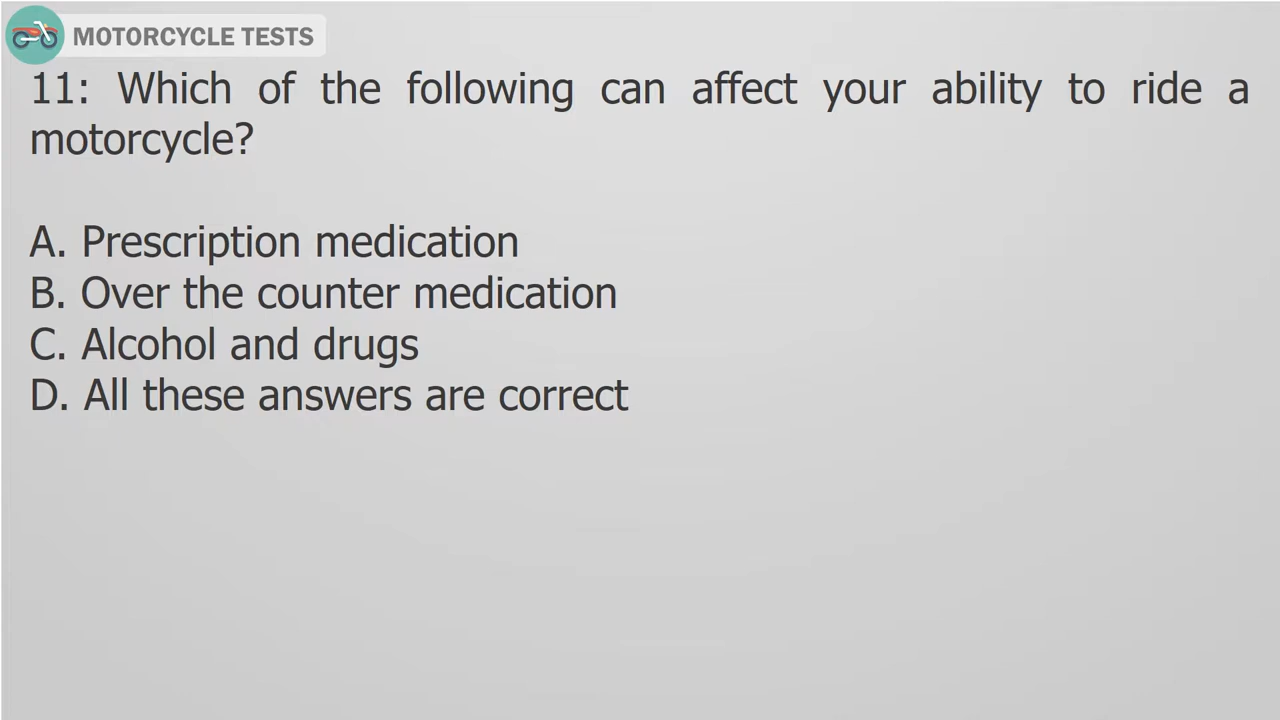 MOTORCYCLE TESTS
11: Which of the following can affect your ability to ride a
motorcycle?
A. Prescription medication
B. Over the counter medication
C. Alcohol and drugs
D. All these answers are correct